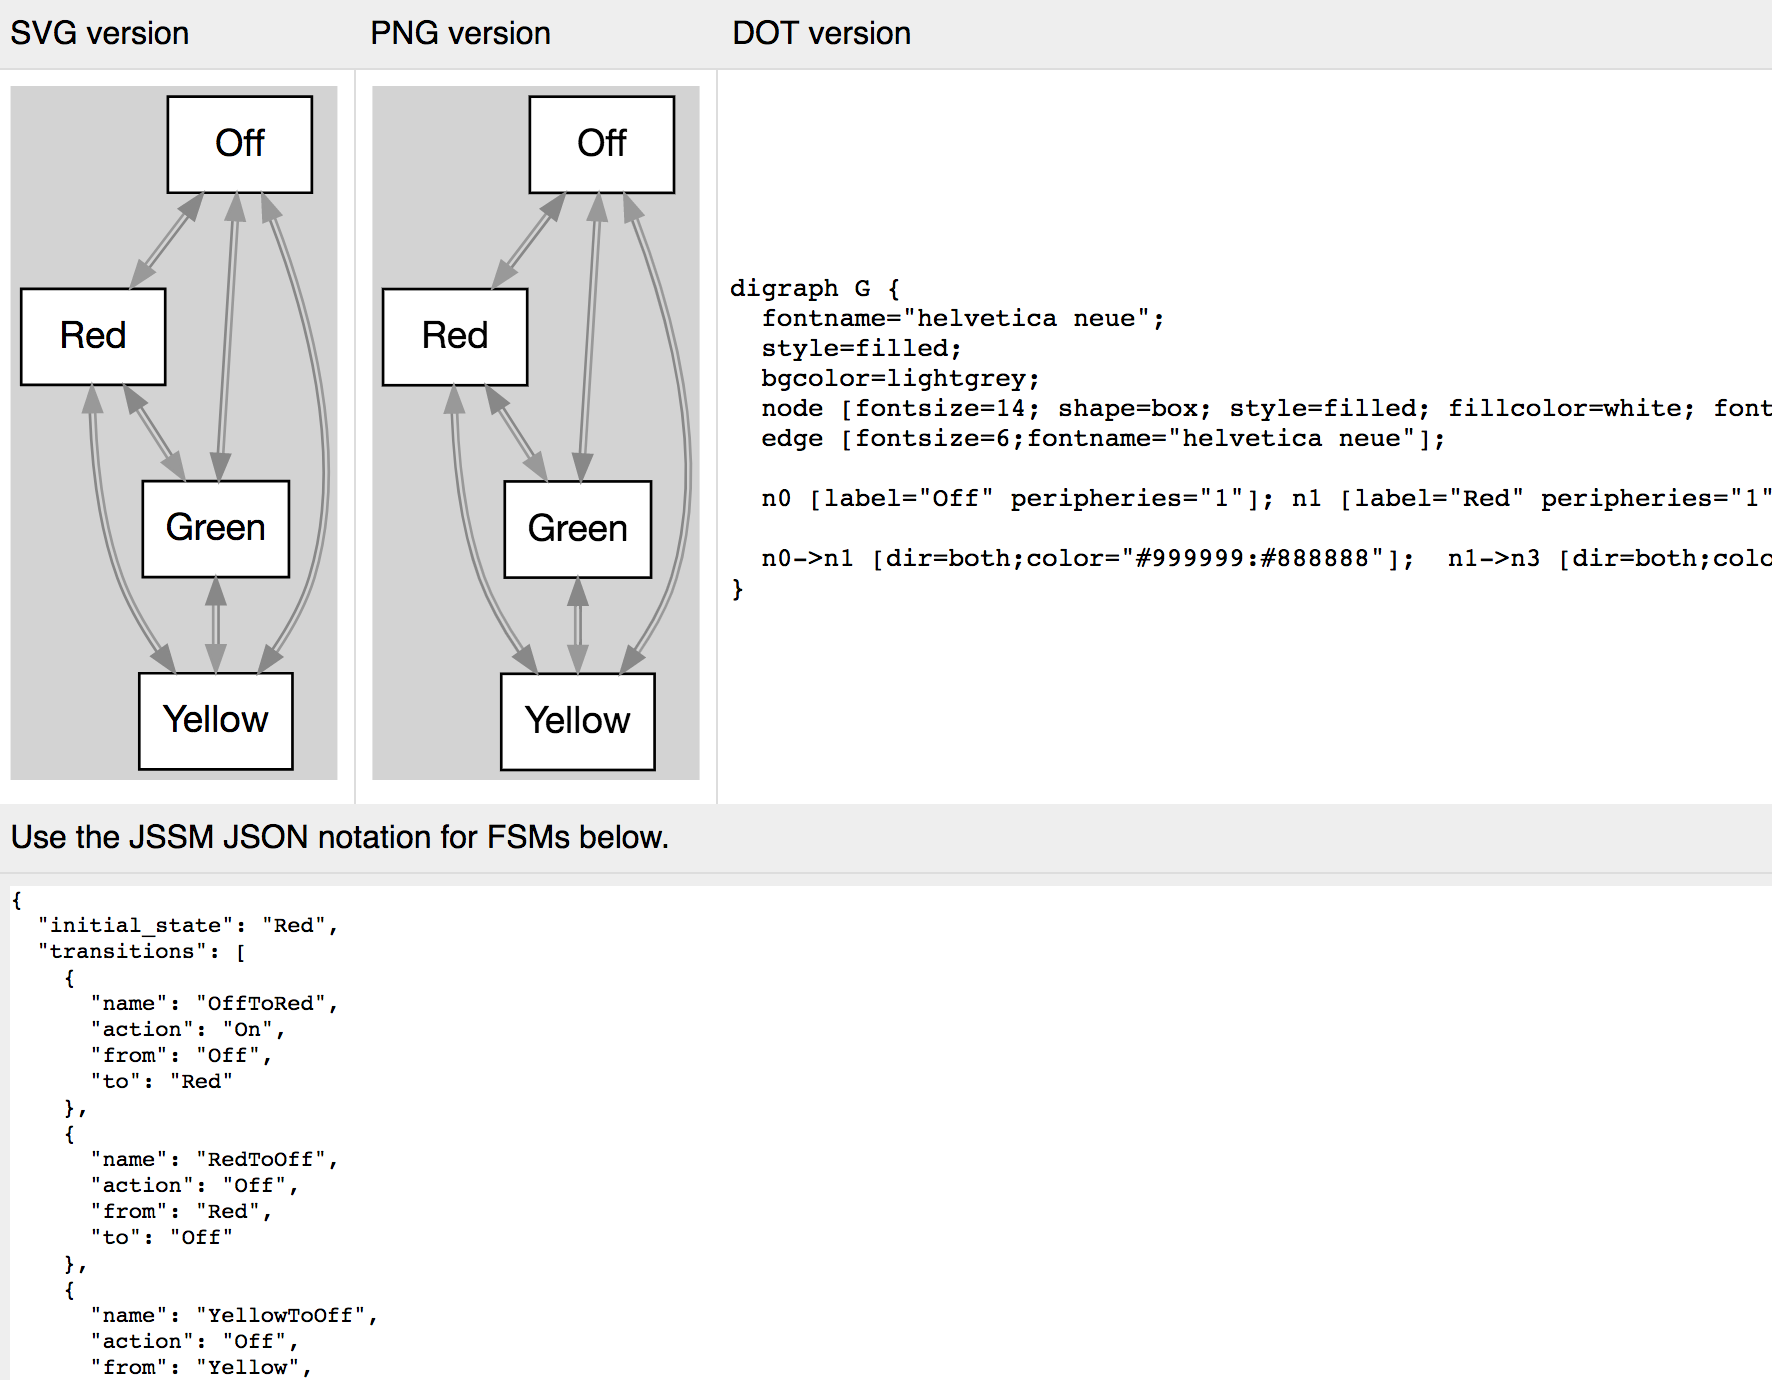 SVG version
PNG version
DOT version
Off
Red
Green
Yellow
Off
Red
Green
Yellow
digraph G {
  fontname="helvetica neue";
  style=filled;
  bgcolor=lightgrey;
  node [fontsize=14; shape=box; style=filled; fillcolor=white; font
  edge [fontsize=6;fontname="helvetica neue"];
  n0 [label="Off" peripheries="1"]; n1 [label="Red" peripheries="1"
  n0->n1 [dir=both;color="#999999:#888888"];  n1->n3 [dir=both;colo
}
Use the JSSM JSON notation for FSMs below.
{
  "initial_state": "Red",
  "transitions": [
    {
      "name": "OffToRed",
      "action": "On",
      "from": "Off",
      "to": "Red"
    },
    {
      "name": "RedToOff",
      "action": "Off",
      "from": "Red",
      "to": "Off"
    },
    {
      "name": "YellowToOff",
      "action": "Off",
      "from": "Yellow",